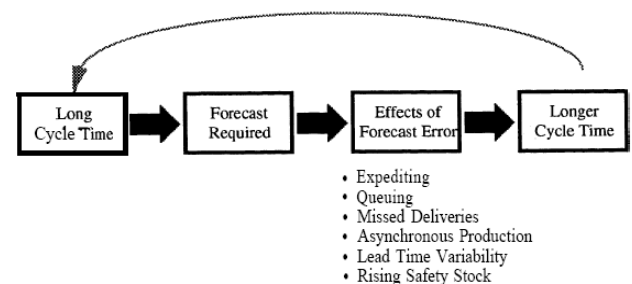 Long
Cycle Time
Forecast
Required
Effects of
Forecast Error
Longer
Cycle Time
• Expediting
• Queuing
• Missed Deliveries
• Asynchronous Production
• Lead Time Variability
• Rising Safety Stock